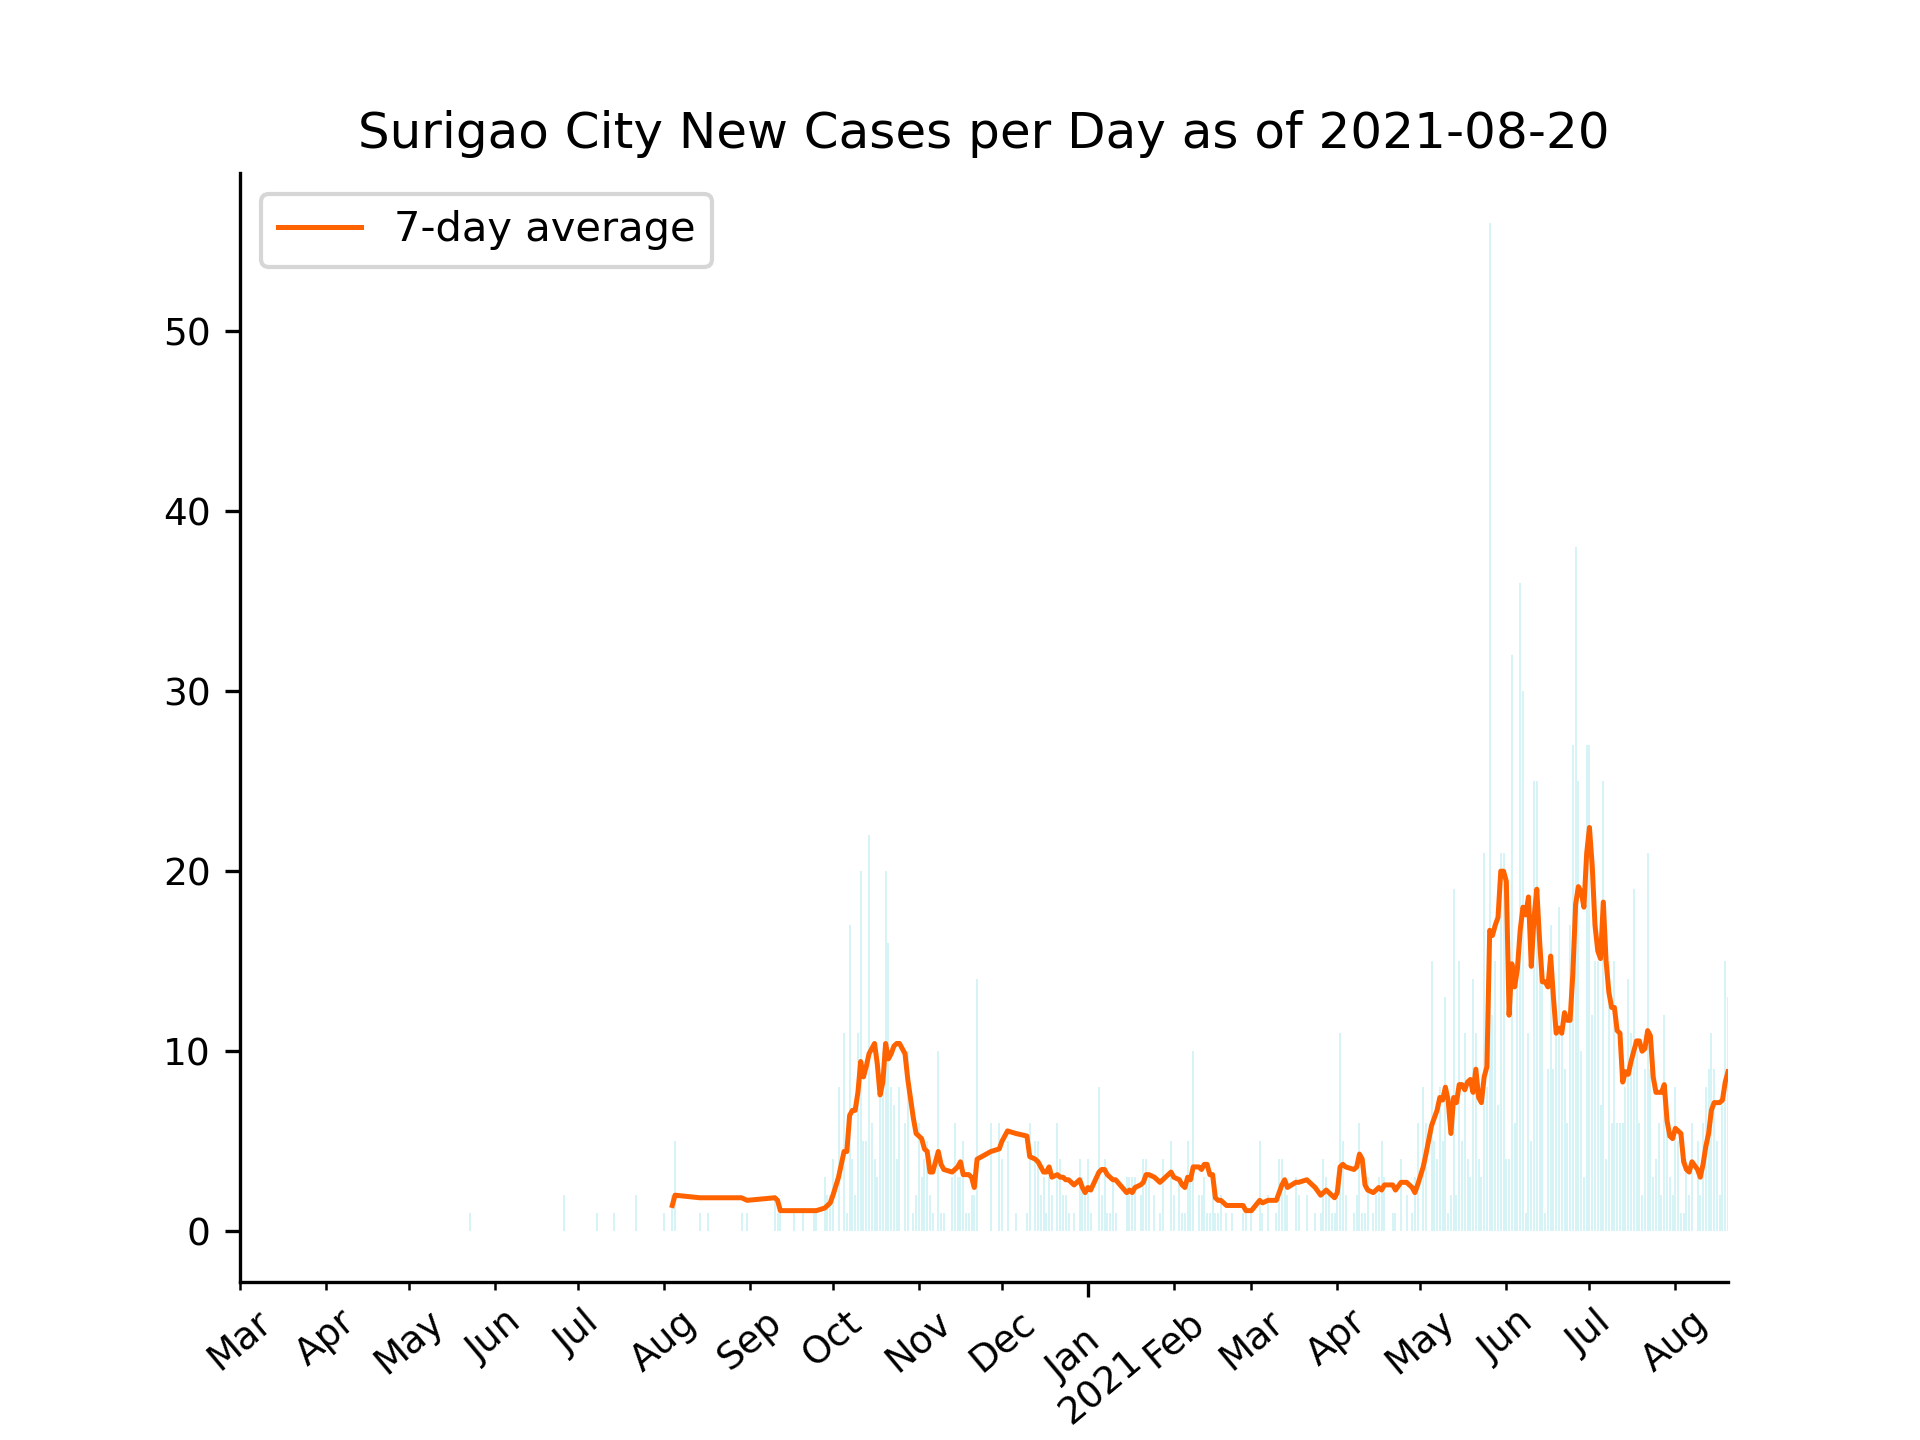 Surigao City New Cases per Day as of 2021-08-20
7-day average
50
40
30
20
10
0
Mar Apr May Jun Jul Aug Sep Oct Nov Dec Jan Feb Mar Apr May Jun Jul Aug
2021